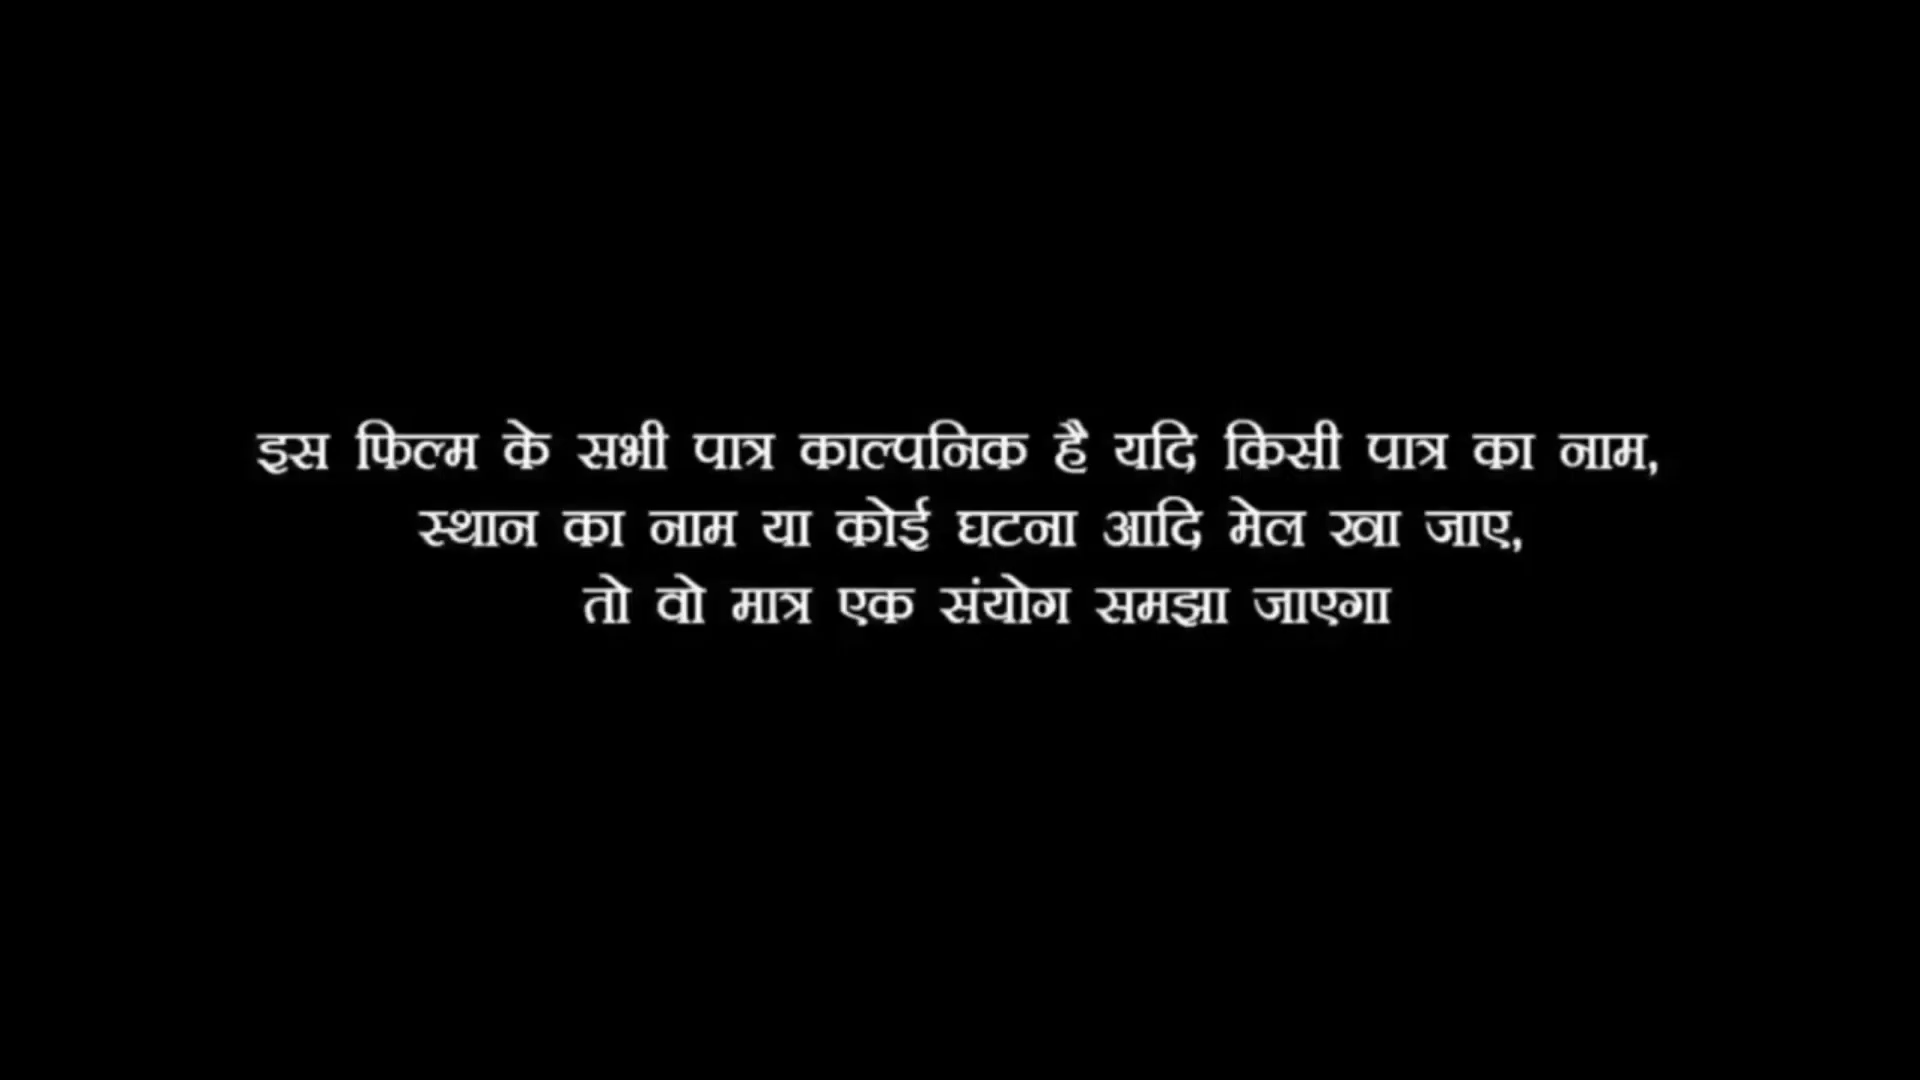 इस फिल्म के सभी पात्र काल्पनिक है यदि किसी पात्र का नाम,
स्थान का नाम या कोई घटना आदि मेल खा जाए,
तो वो मात्र एक संयोग समझा जाएगा